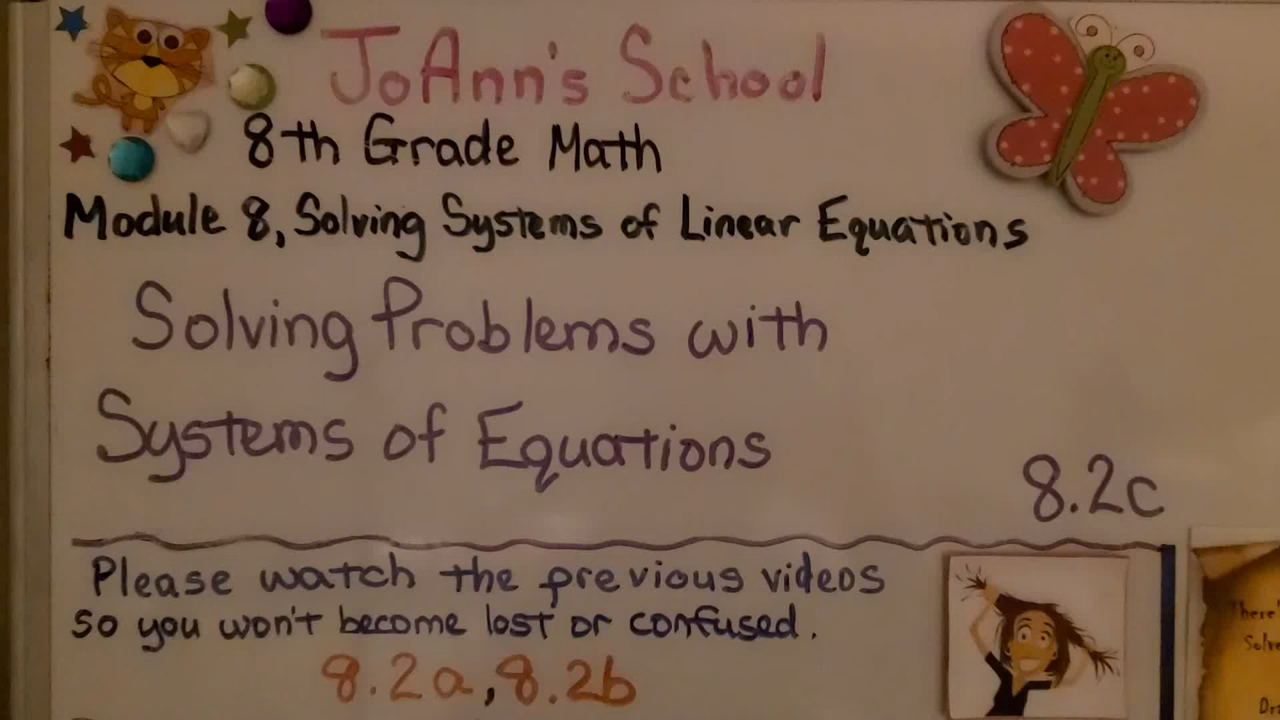 JoAnn's School
8th Grade Math
Module 8, Solving Systems of Linear Equations
Solving Problems with
Systems of Equations
8.2c
Please watch the previous videos
so you won't become lost or confused.
8.2a, 8.2b